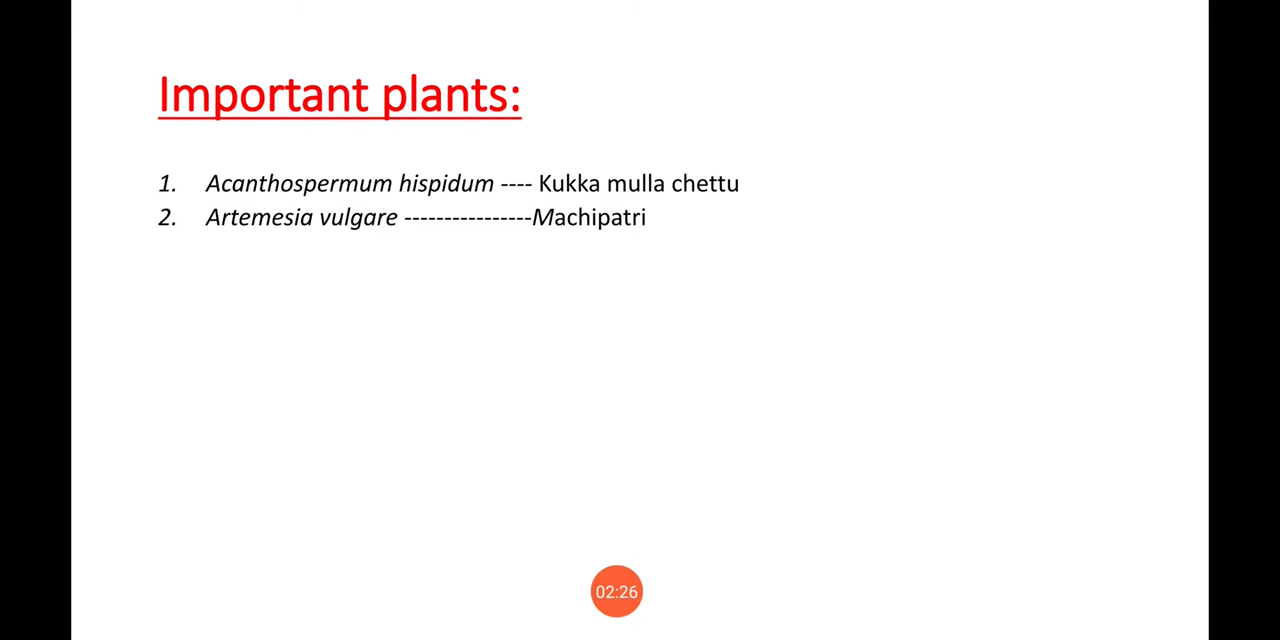 Important plants:
1. Acanthospermum hispidum ---- Kukka mulla chettu
2. Artemesia vulgare ----------------Machipatri
02:26